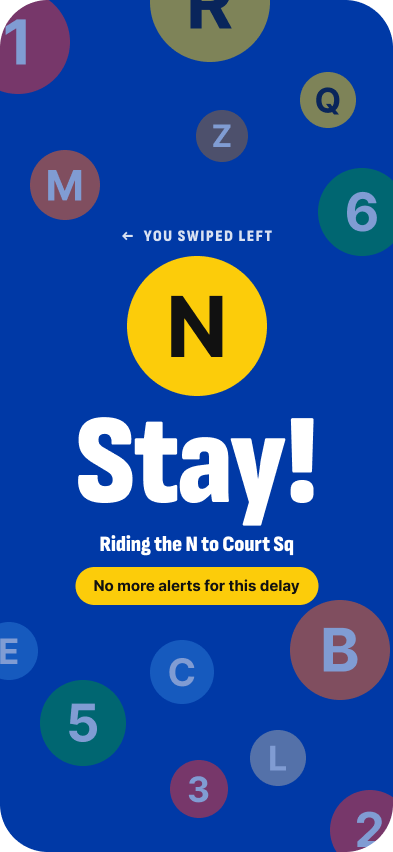 1
R
Q
Z
M
6
← YOU SWIPED LEFT
N
Stay!
Riding the N to Court Sq
No more alerts for this delay
E
B
C
5
L
3
2